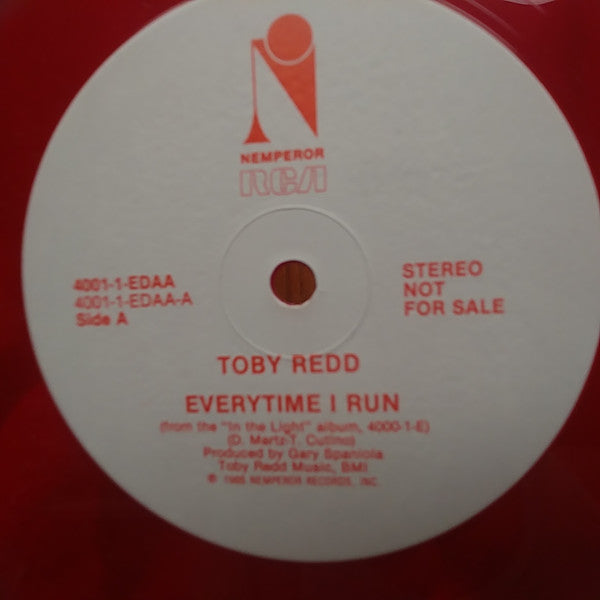 NEMPEROR
RCA
4001-1-EDAA
4001-1-EDAA-A
Side A
STEREO
NOT
FOR SALE
TOBY REDD
EVERYTIME I RUN
(from the "In the Light" album, 4000-1-E)
(D. Mertz-T. Cutino)
Produced by Gary Spaniola
Toby Redd Music, BMI
NEMPEROR RECORDS, INC.